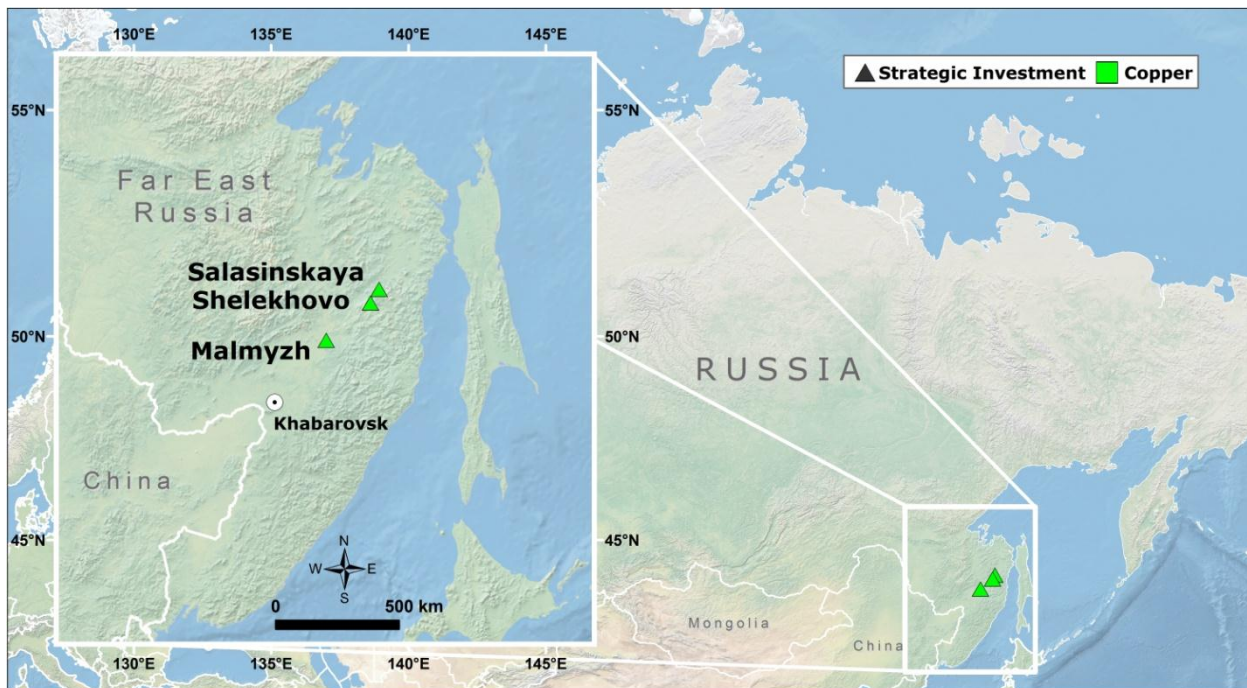 130°E 135°E 140°E 145°E
Strategic Investment Copper
55°N 55°N
Far East
Russia
Salasinskaya
Shelekhovo
50°N 50°N
Malmyzh
RUSSIA
Khabarovsk
China
45°N 45°N
N
W E
S
0 500 km
Mongolia
China
130°E 135°E 140°E 145°E